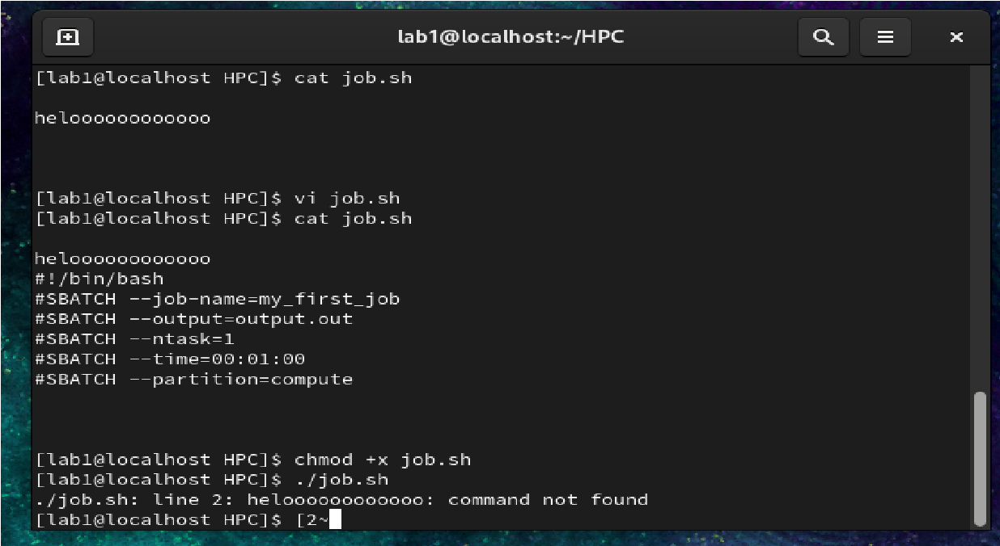 lab1@localhost:~/HPC
[lab1@localhost HPC]$ cat job.sh
helooooooooooooo
[lab1@localhost HPC]$ vi job.sh
[lab1@localhost HPC]$ cat job.sh
helooooooooooooo
#!/bin/bash
#SBATCH --job-name=my_first_job
#SBATCH --output=output.out
#SBATCH --ntask=1
#SBATCH --time=00:01:00
#SBATCH --partition=compute
[lab1@localhost HPC]$ chmod +x job.sh
[lab1@localhost HPC]$ ./job.sh
./job.sh: line 2: helooooooooooooo: command not found
[lab1@localhost HPC]$ [2~